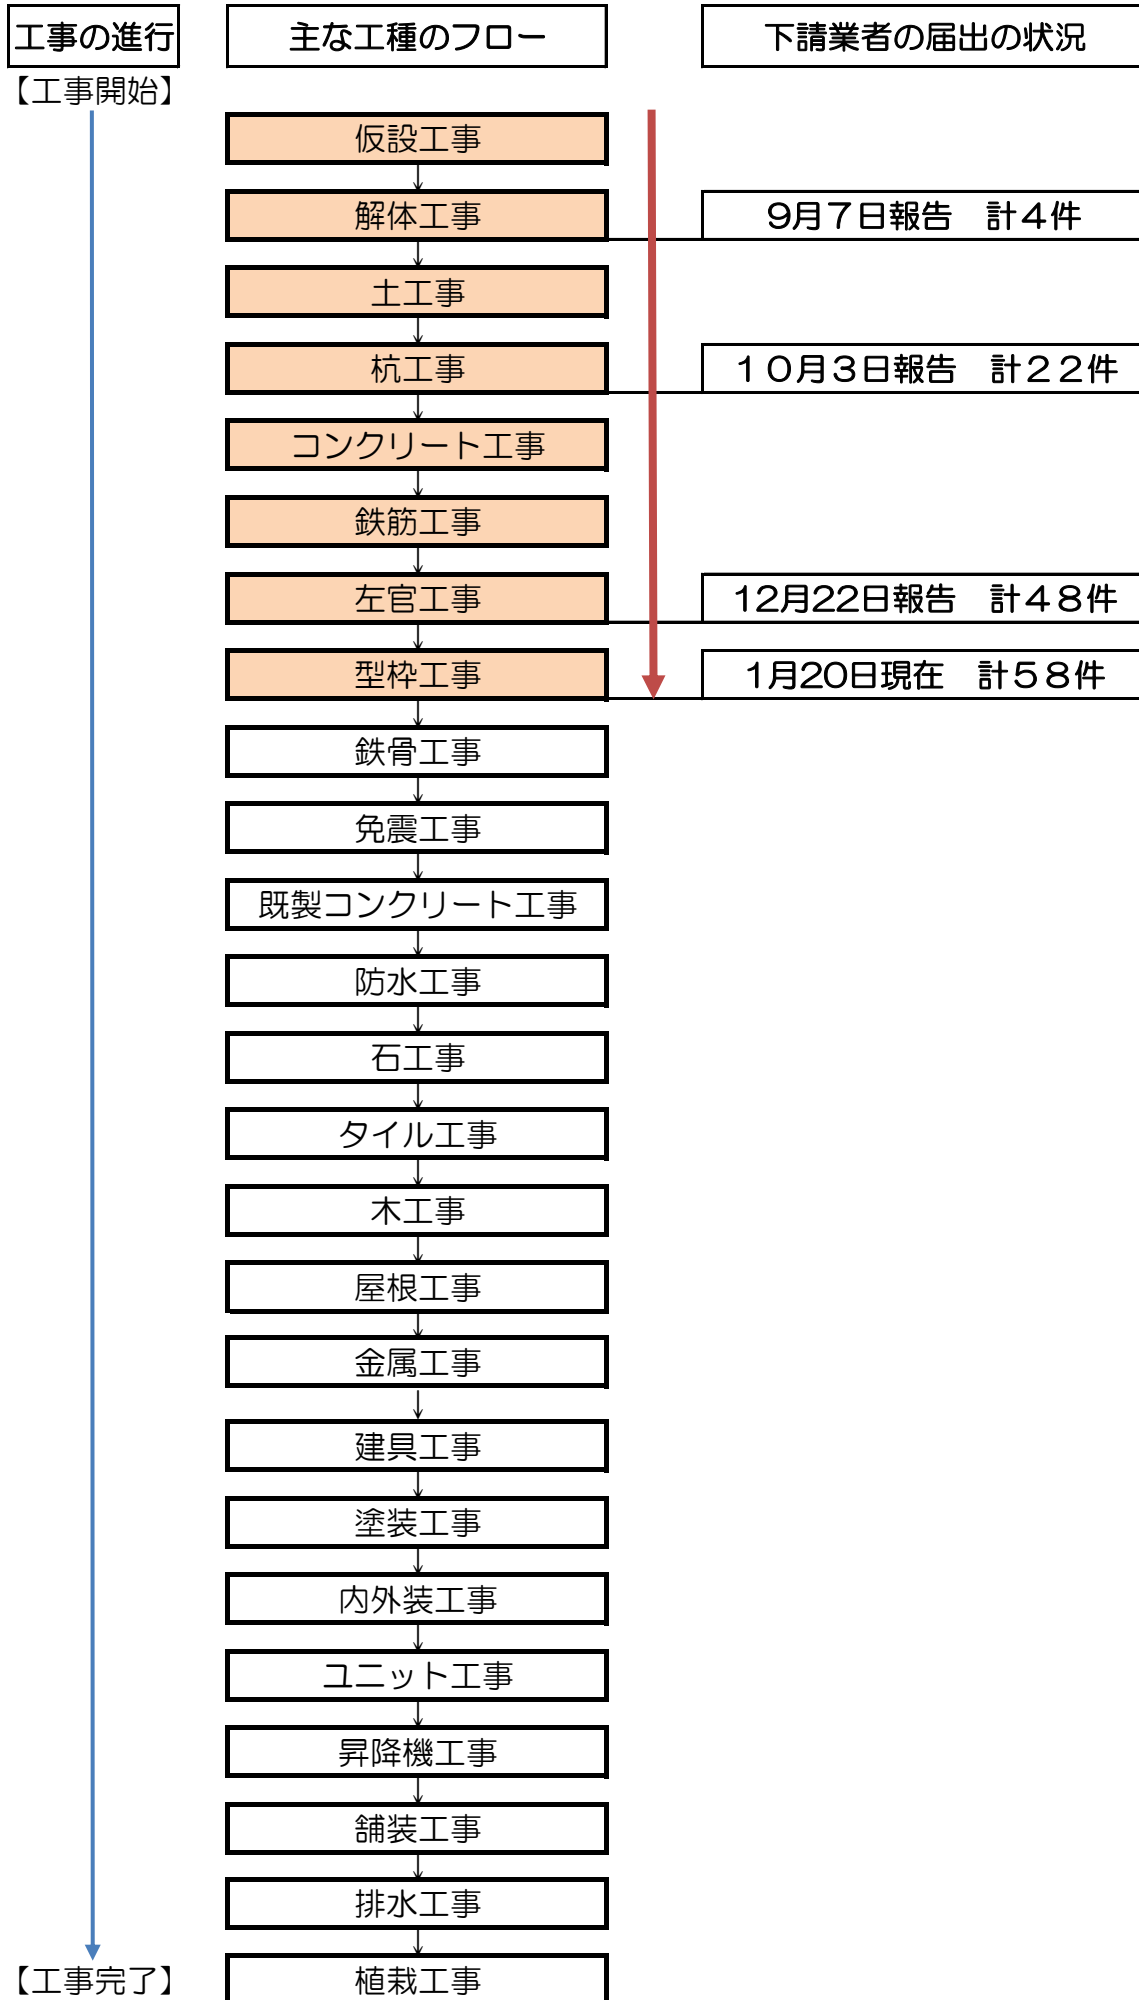 工事の進行
主な工種のフロー
下請業者の届出の状況
【工事開始】
仮設工事
解体工事
9月7日報告　計4件
土工事
杭工事
１０月３日報告　計２２件
コンクリート工事
鉄筋工事
左官工事
12月22日報告　計４８件
型枠工事
1月20日現在　計５８件
鉄骨工事
免震工事
既製コンクリート工事
防水工事
石工事
タイル工事
木工事
屋根工事
金属工事
建具工事
塗装工事
内外装工事
ユニット工事
昇降機工事
舗装工事
排水工事
【工事完了】
植栽工事